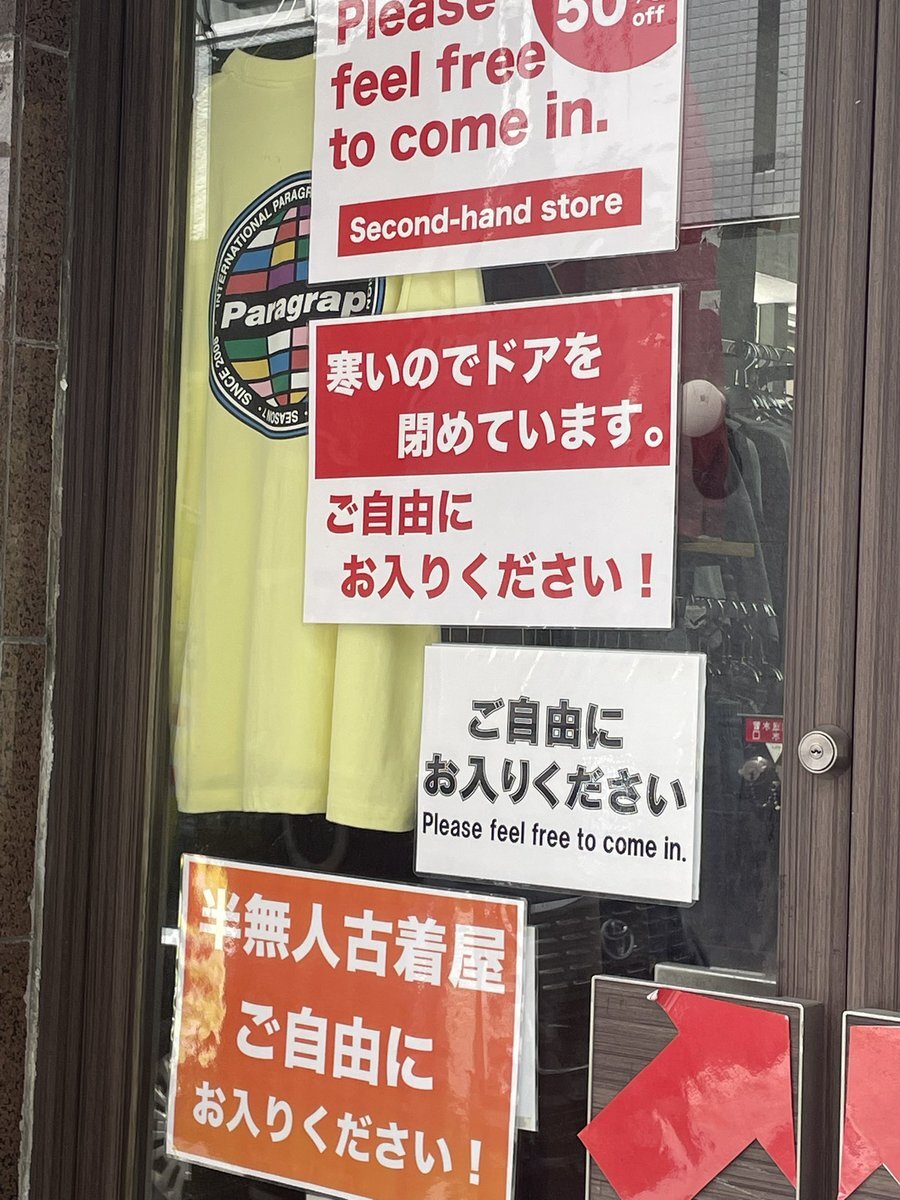 Please
feel free
to come in.
50%
off
Second-hand store
INTERNATIONAL PARAGR
Paragrap
SINCE 2006
SEASON 7
寒いのでドアを
閉めています。
ご自由に
お入りください！
ご自由に
お入りください
Please feel free to come in.
半無人古着屋
ご自由に
お入りください！